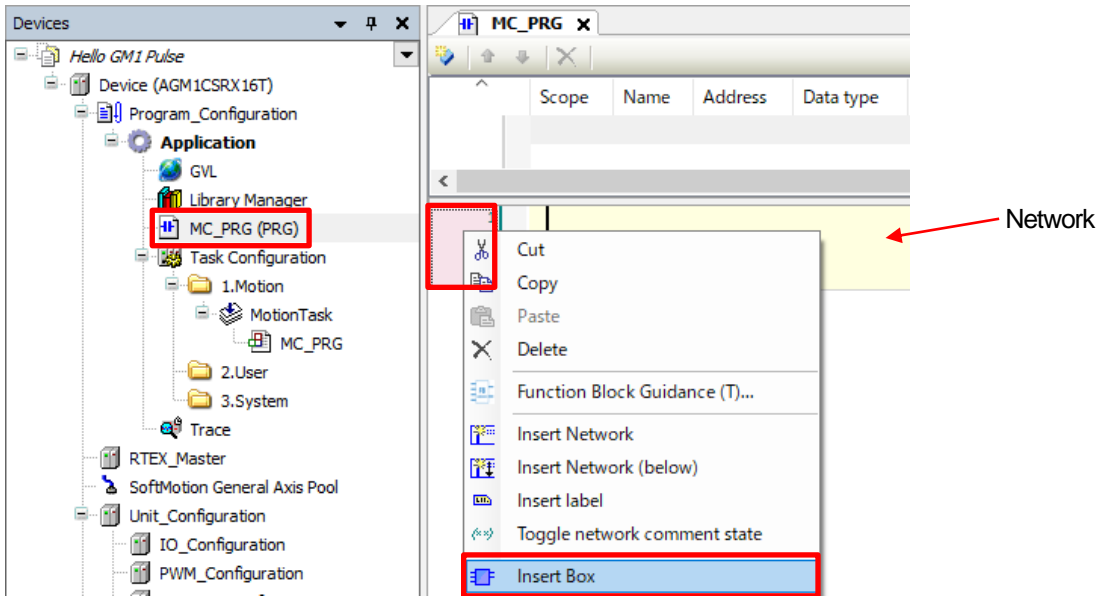 Devices
Hello GM1 Pulse
Device (AGM1CSRX16T)
Program_Configuration
Application
GVL
Library Manager
MC_PRG (PRG)
Task Configuration
1.Motion
MotionTask
MC_PRG
2.User
3.System
Trace
RTEX_Master
SoftMotion General Axis Pool
Unit_Configuration
IO_Configuration
PWM_Configuration
MC_PRG
Scope Name Address Data type
Cut
Copy
Paste
Delete
Function Block Guidance (T)...
Insert Network
Insert Network (below)
Insert label
Toggle network comment state
Insert Box
Network